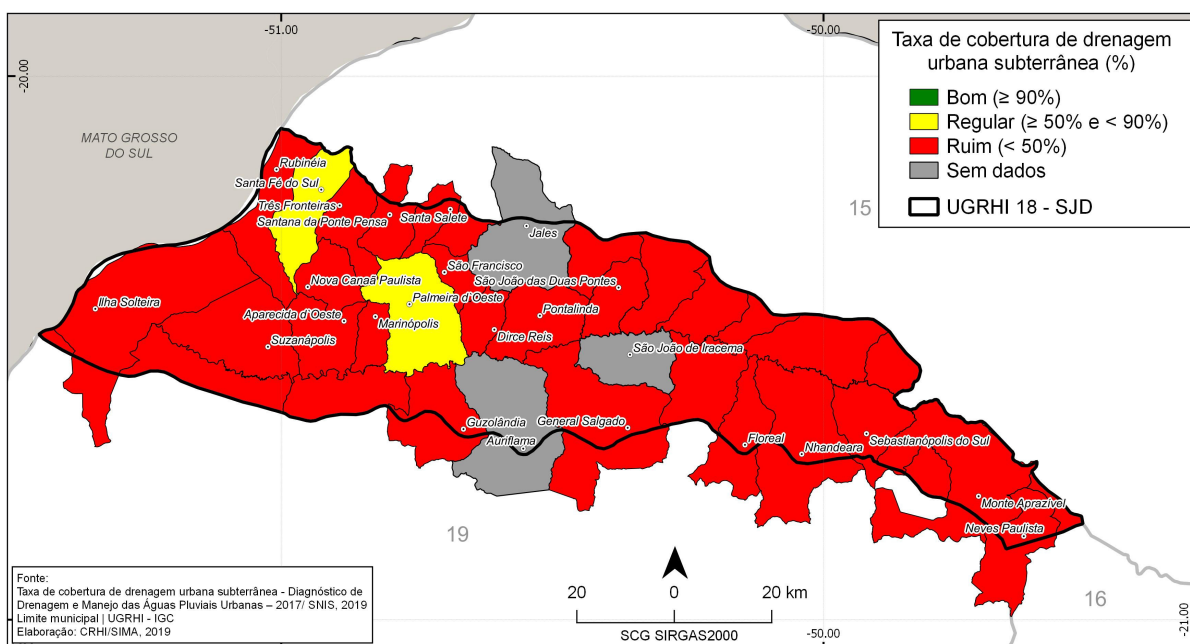 -51.00
-50.00
-20.00
Taxa de cobertura de drenagem
urbana subterrânea (%)
Bom (≥ 90%)
Regular (≥ 50% e < 90%)
Ruim (< 50%)
Sem dados
UGRHI 18 - SJD
MATO GROSSO
DO SUL
15
Rubinéia
Santa Fé do Sul
Três Fronteiras
Santana da Ponte Pensa
Santa Salete
Jales
São Francisco
Nova Canaã Paulista
São João das Duas Pontes
Ilha Solteira
Palmeira d'Oeste
Aparecida d'Oeste
Marinópolis
Pontalinda
Suzanápolis
Dirce Reis
São João de Iracema
Guzolândia
General Salgado
Auriflama
Floreal
Nhandeara
Sebastianópolis do Sul
Monte Aprazível
Neves Paulista
19
16
Fonte:
Taxa de cobertura de drenagem urbana subterrânea - Diagnóstico de
Drenagem e Manejo das Águas Pluviais Urbanas – 2017/ SNIS, 2019
Limite municipal | UGRHI - IGC
Elaboração: CRHI/SIMA, 2019
20 0 20 km
SCG SIRGAS2000
-50.00
-21.00